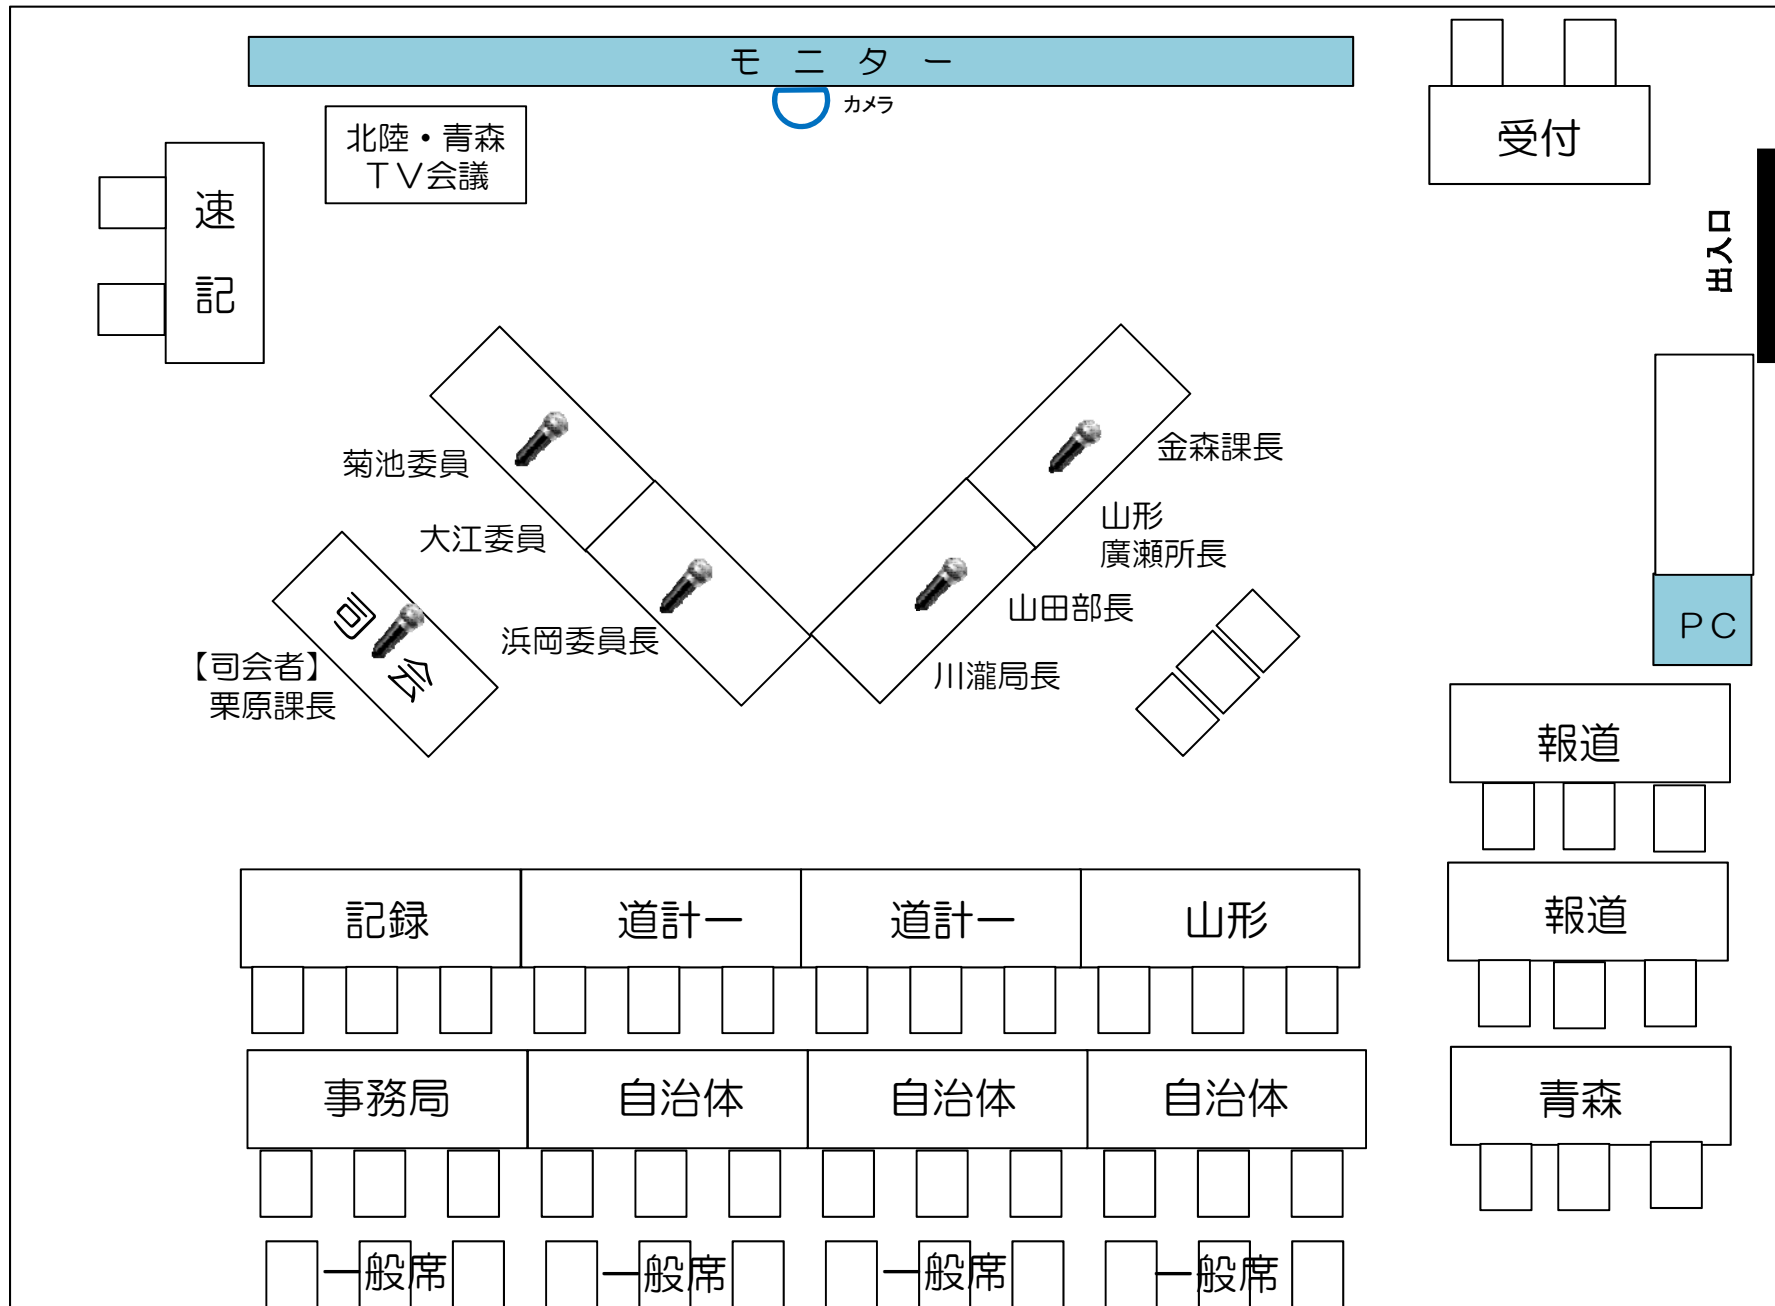 モニター
カメラ
北陸・青森
TV会議
受付
速記
出入口
菊池委員
金森課長
大江委員
山形
廣瀬所長
山田部長
浜岡委員長
川瀧局長
司会
【司会者】
栗原課長
PC
報道
記録
道計一
道計一
山形
報道
事務局
自治体
自治体
自治体
青森
一般席
一般席
一般席
一般席